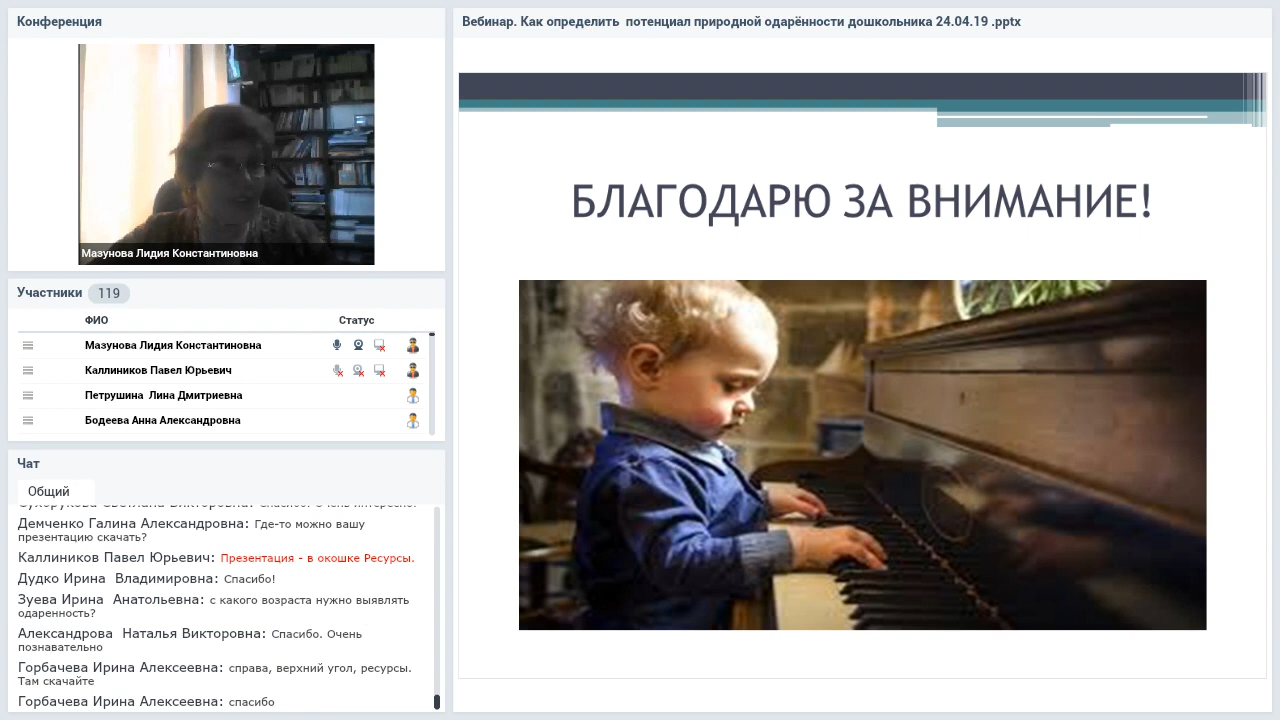 Конференция
Мазунова Лидия Константиновна
Участники 119
ФИО Статус
Мазунова Лидия Константиновна
Каллиников Павел Юрьевич
Петрушина Лина Дмитриевна
Бодеева Анна Александровна
Чат
Общий
Демченко Галина Александровна: Где-то можно вашу
презентацию скачать?
Каллиников Павел Юрьевич: Презентация - в окошке Ресурсы.
Дудко Ирина Владимировна: Спасибо!
Зуева Ирина Анатольевна: с какого возраста нужно выявлять
одаренность?
Александрова Наталья Викторовна: Спасибо. Очень
познавательно
Горбачева Ирина Алексеевна: справа, верхний угол, ресурсы.
Там скачайте
Горбачева Ирина Алексеевна: спасибо
Вебинар. Как определить потенциал природной одарённости дошкольника 24.04.19 .pptx
БЛАГОДАРЮ ЗА ВНИМАНИЕ!